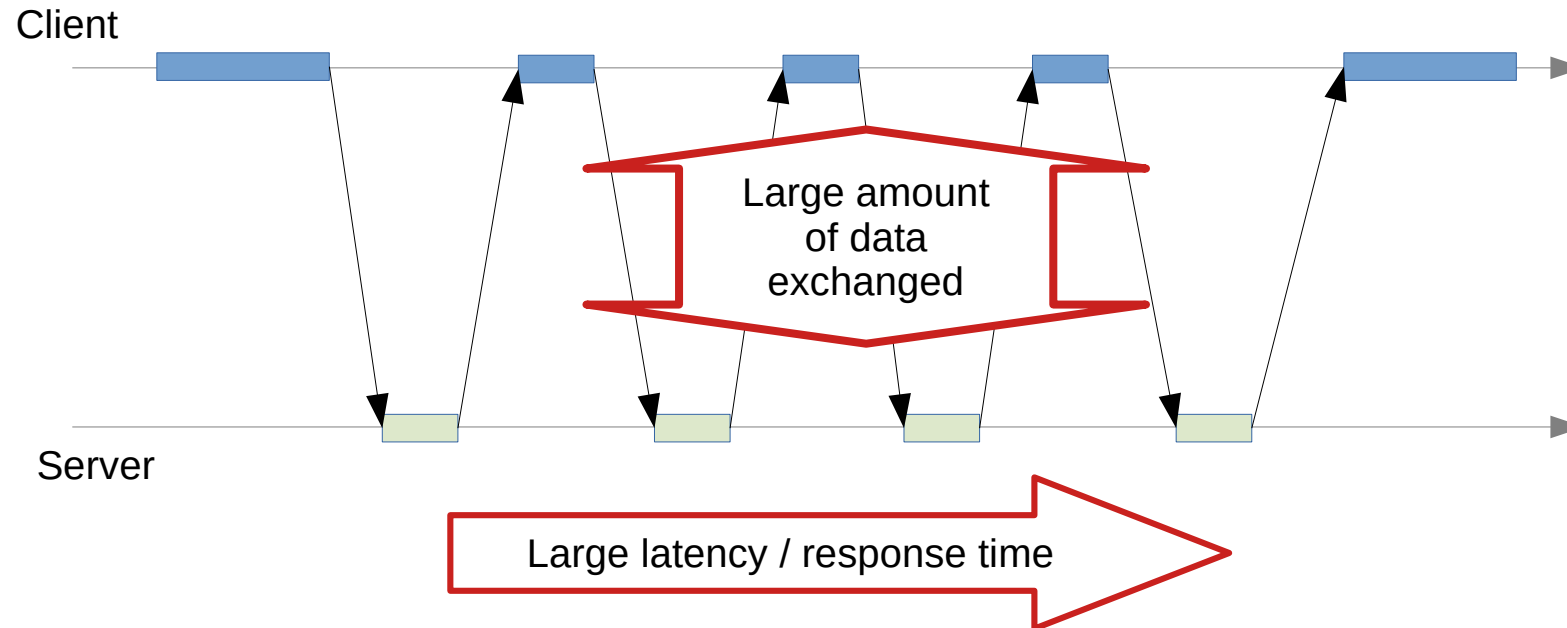 Client
Large amount
of data
exchanged
Server
Large latency / response time